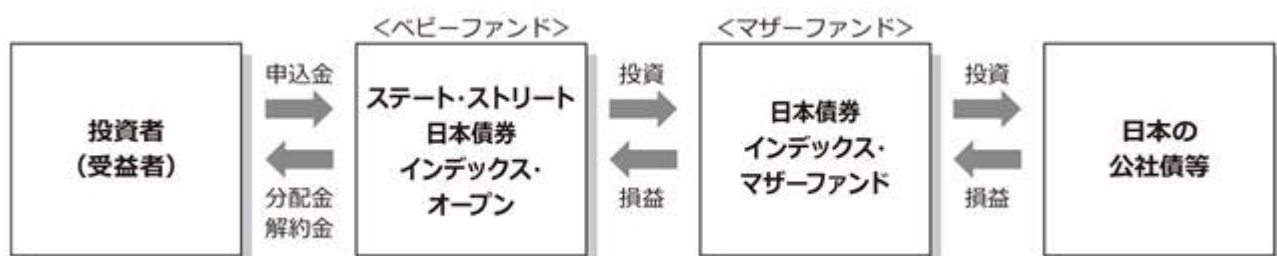 <ベビーファンド>
<マザーファンド>
投資者
(受益者)
申込金
分配金
解約金
ステート・ストリート
日本債券
インデックス・
オープン
投資
損益
日本債券
インデックス・
マザーファンド
投資
損益
日本の
公社債等